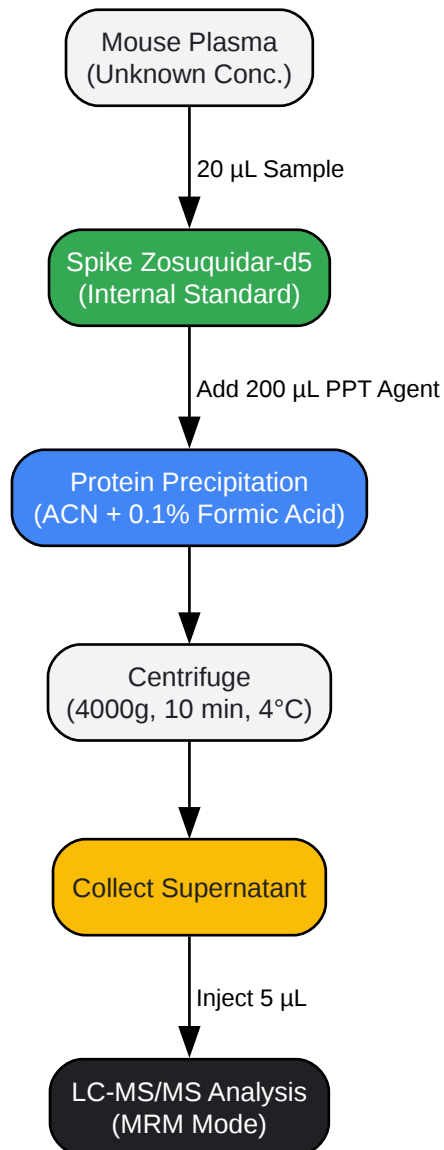 Mouse Plasma
(Unknown Conc.)
20 µL Sample
Spike Zosuquidar-d5
(Internal Standard)
Add 200 µL PPT Agent
Protein Precipitation
(ACN + 0.1% Formic Acid)
Centrifuge
(4000g, 10 min, 4°C)
Collect Supernatant
Inject 5 µL
LC-MS/MS Analysis
(MRM Mode)